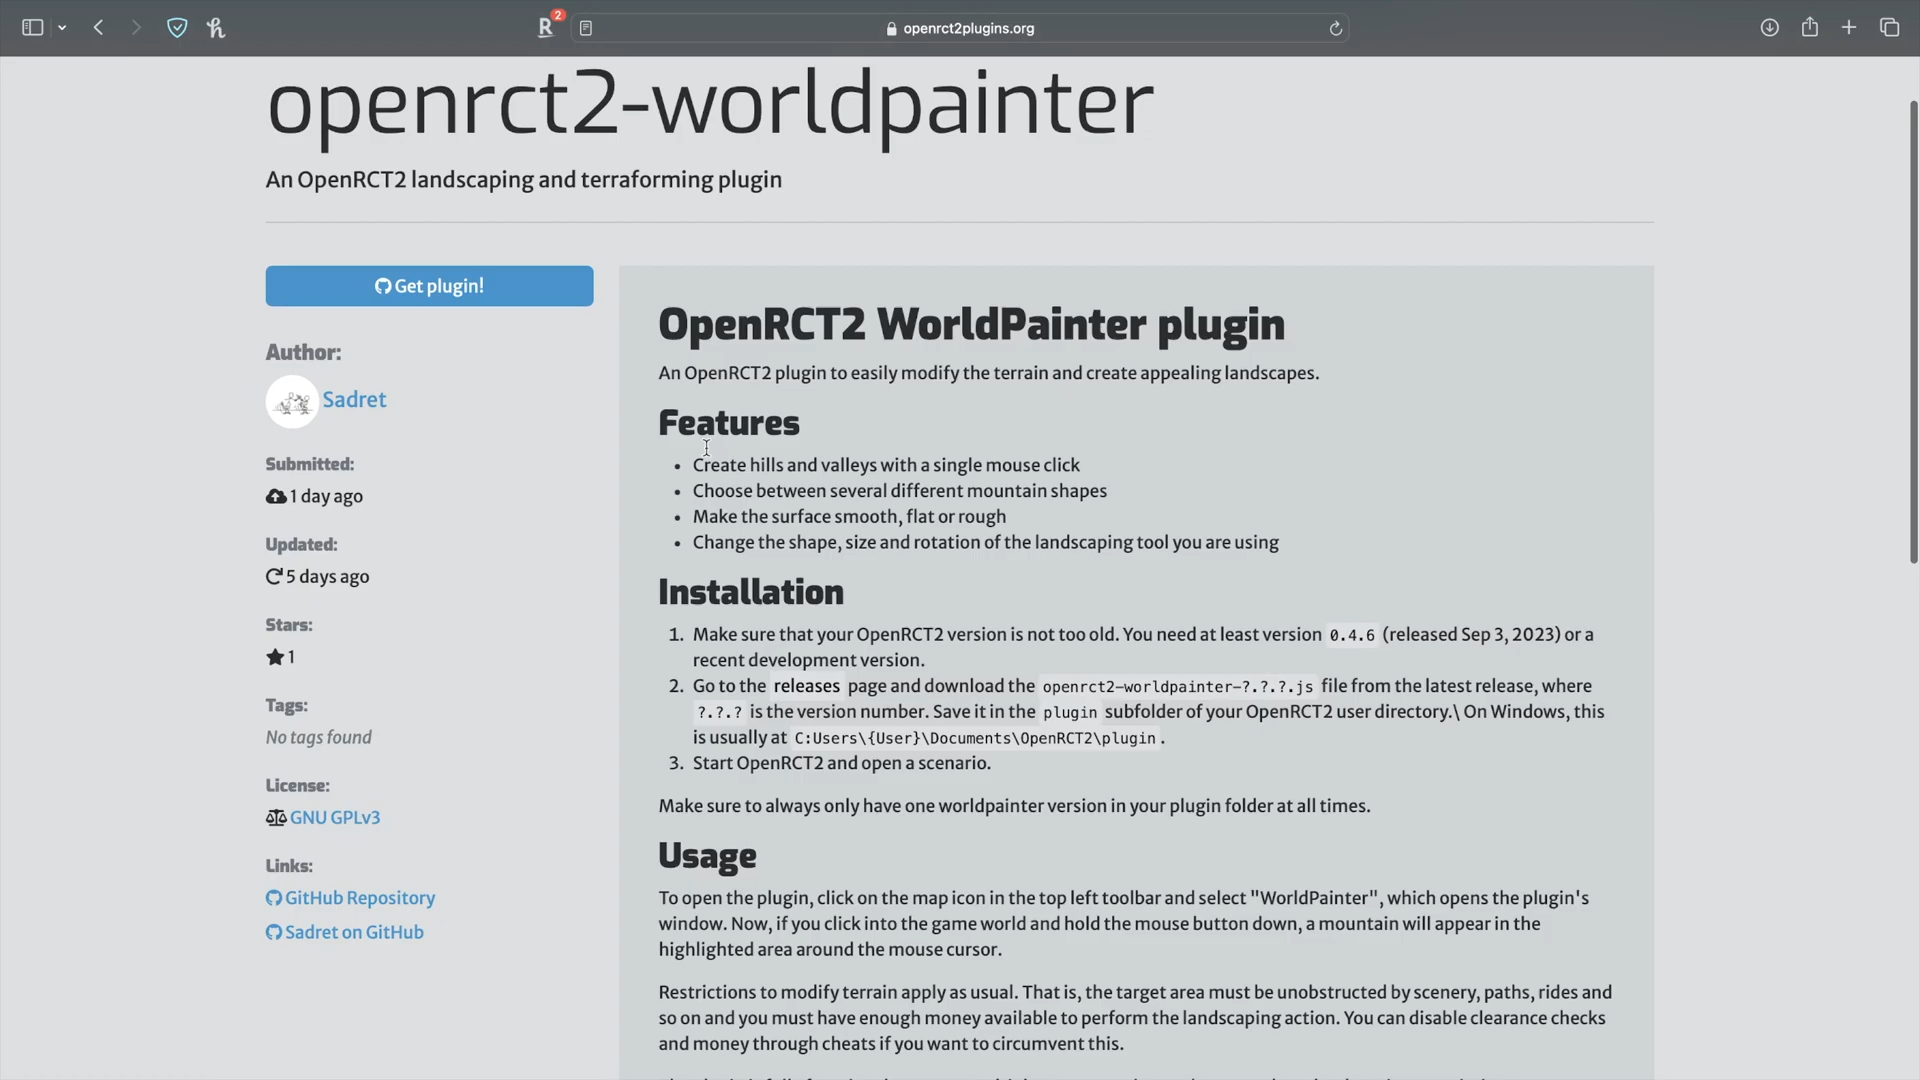 2
openrct2plugins.org
openrct2-worldpainter
An OpenRCT2 landscaping and terraforming plugin
Get plugin!
Author:
Sadret
Submitted:
1 day ago
Updated:
5 days ago
Stars:
1
Tags:
No tags found
License:
GNU GPLv3
Links:
GitHub Repository
Sadret on GitHub
OpenRCT2 WorldPainter plugin
An OpenRCT2 plugin to easily modify the terrain and create appealing landscapes.
Features
• Create hills and valleys with a single mouse click
• Choose between several different mountain shapes
• Make the surface smooth, flat or rough
• Change the shape, size and rotation of the landscaping tool you are using
Installation
1. Make sure that your OpenRCT2 version is not too old. You need at least version 0.4.6 (released Sep 3, 2023) or a
recent development version.
2. Go to the releases page and download the openrct2-worldpainter-?.?.?.js file from the latest release, where
?.?.? is the version number. Save it in the plugin subfolder of your OpenRCT2 user directory.\ On Windows, this
is usually at C:Users\{User}\Documents\OpenRCT2\plugin .
3. Start OpenRCT2 and open a scenario.
Make sure to always only have one worldpainter version in your plugin folder at all times.
Usage
To open the plugin, click on the map icon in the top left toolbar and select "WorldPainter", which opens the plugin's
window. Now, if you click into the game world and hold the mouse button down, a mountain will appear in the
highlighted area around the mouse cursor.
Restrictions to modify terrain apply as usual. That is, the target area must be unobstructed by scenery, paths, rides and
so on and you must have enough money available to perform the landscaping action. You can disable clearance checks
and money through cheats if you want to circumvent this.